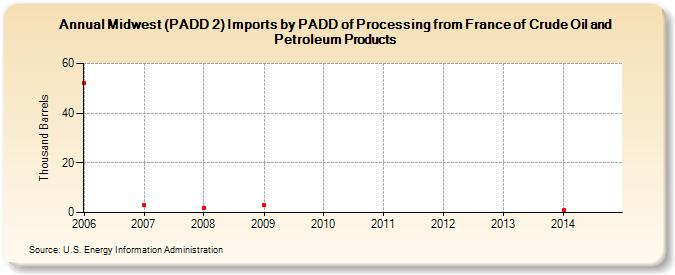 Annual Midwest (PADD 2) Imports by PADD of Processing from France of Crude Oil and
Petroleum Products
Thousand Barrels
60
40
20
0
2006 2007 2008 2009 2010 2011 2012 2013 2014
Source: U.S. Energy Information Administration